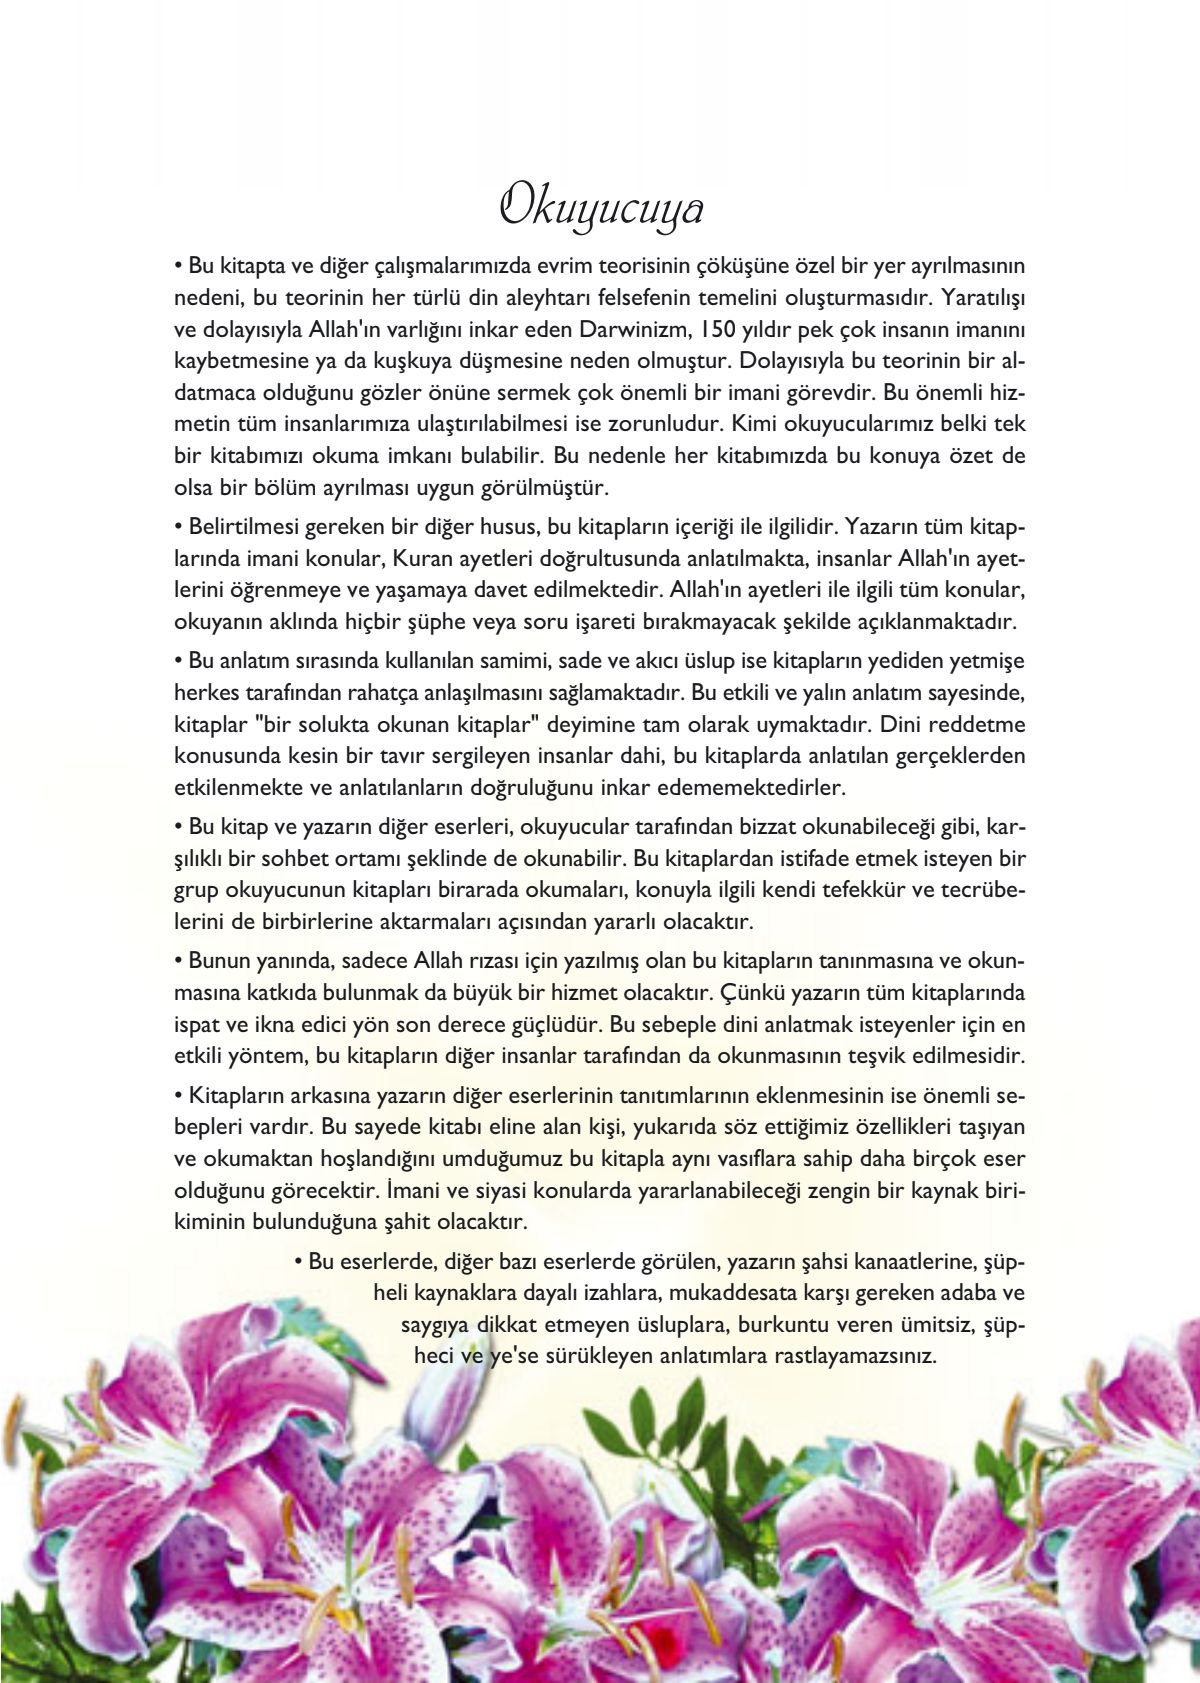 Okuyucuya
• Bu kitapta ve diğer çalışmalarımızda evrim teorisinin çöküşüne özel bir yer ayrılmasının
nedeni, bu teorinin her türlü din aleyhtarı felsefenin temelini oluşturmasıdır. Yaratılışı
ve dolayısıyla Allah'ın varlığını inkar eden Darwinizm, 150 yıldır pek çok insanın imanını
kaybetmesine ya da kuşkuya düşmesine neden olmuştur. Dolayısıyla bu teorinin bir al-
datmaca olduğunu gözler önüne sermek çok önemli bir imani görevdir. Bu önemli hiz-
metin tüm insanlarımıza ulaştırılabilmesi ise zorunludur. Kimi okuyucularımız belki tek
bir kitabımızı okuma imkanı bulabilir. Bu nedenle her kitabımızda bu konuya özet de
olsa bir bölüm ayrılması uygun görülmüştür.
• Belirtilmesi gereken bir diğer husus, bu kitapların içeriği ile ilgilidir. Yazarın tüm kitap-
larında imani konular, Kuran ayetleri doğrultusunda anlatılmakta, insanlar Allah'ın ayet-
lerini öğrenmeye ve yaşamaya davet edilmektedir. Allah'ın ayetleri ile ilgili tüm konular,
okuyanın aklında hiçbir şüphe veya soru işareti bırakmayacak şekilde açıklanmaktadır.
• Bu anlatım sırasında kullanılan samimi, sade ve akıcı üslup ise kitapların yediden yetmişe
herkes tarafından rahatça anlaşılmasını sağlamaktadır. Bu etkili ve yalın anlatım sayesinde,
kitaplar "bir solukta okunan kitaplar" deyimine tam olarak uymaktadır. Dini reddetme
konusunda kesin bir tavır sergileyen insanlar dahi, bu kitaplarda anlatılan gerçeklerden
etkilenmekte ve anlatılanların doğruluğunu inkar edememektedirler.
• Bu kitap ve yazarın diğer eserleri, okuyucular tarafından bizzat okunabileceği gibi, kar-
şılıklı bir sohbet ortamı şeklinde de okunabilir. Bu kitaplardan istifade etmek isteyen bir
grup okuyucunun kitapları birarada okumaları, konuyla ilgili kendi tefekkür ve tecrübe-
lerini de birbirlerine aktarmaları açısından yararlı olacaktır.
• Bunun yanında, sadece Allah rızası için yazılmış olan bu kitapların tanınmasına ve okun-
masına katkıda bulunmak da büyük bir hizmet olacaktır. Çünkü yazarın tüm kitaplarında
ispat ve ikna edici yön son derece güçlüdür. Bu sebeple dini anlatmak isteyenler için en
etkili yöntem, bu kitapların diğer insanlar tarafından da okunmasının teşvik edilmesidir.
• Kitapların arkasına yazarın diğer eserlerinin tanıtımlarının eklenmesinin ise önemli se-
bepleri vardır. Bu sayede kitabı eline alan kişi, yukarıda söz ettiğimiz özellikleri taşıyan
ve okumaktan hoşlandığını umduğumuz bu kitapla aynı vasıflara sahip daha birçok eser
olduğunu görecektir. İmani ve siyasi konularda yararlanabileceği zengin bir kaynak biri-
kiminin bulunduğuna şahit olacaktır.
• Bu eserlerde, diğer bazı eserlerde görülen, yazarın şahsi kanaatlerine, şüp-
heli kaynaklara dayalı izahlara, mukaddesata karşı gereken adaba ve
saygıya dikkat etmeyen üsluplara, burkuntu veren ümitsiz, şüp-
heci ve ye'se sürükleyen anlatımlara rastlayamazsınız.